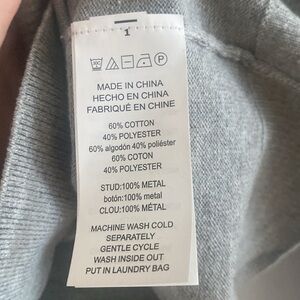 1
MADE IN CHINA
HECHO EN CHINA
FABRIQUÉ EN CHINE
60% COTTON
40% POLYESTER
60% algodón 40% poliéster
60% COTON
40% POLYESTER
STUD:100% METAL
botón:100% metal
CLOU:100% MÉTAL
MACHINE WASH COLD
SEPARATELY
GENTLE CYCLE
WASH INSIDE OUT
PUT IN LAUNDRY BAG